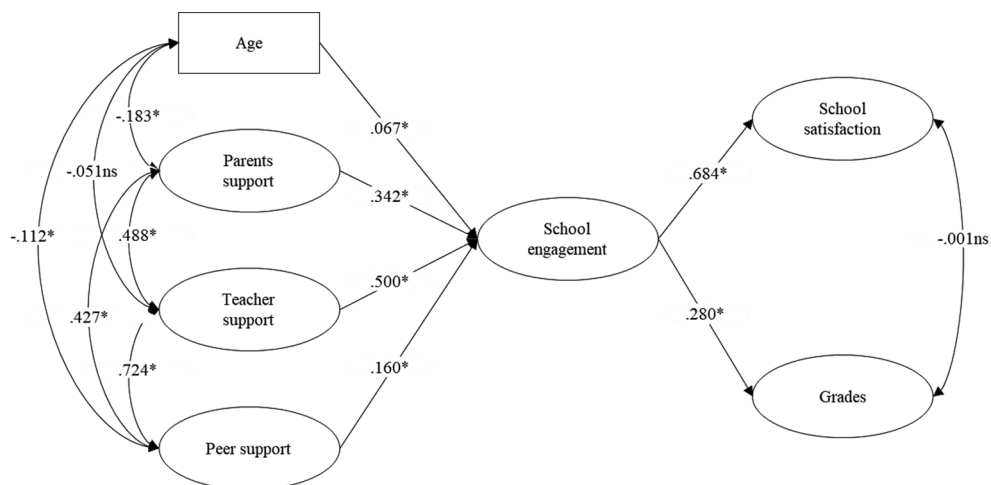 Age
-.183*
.067*
School
satisfaction
-.051ns
Parents
support
.342*
.684*
-.112*
.488*
School
engagement
-.001ns
.427*
Teacher
support
.500*
.280*
.724*
.160*
Grades
Peer support